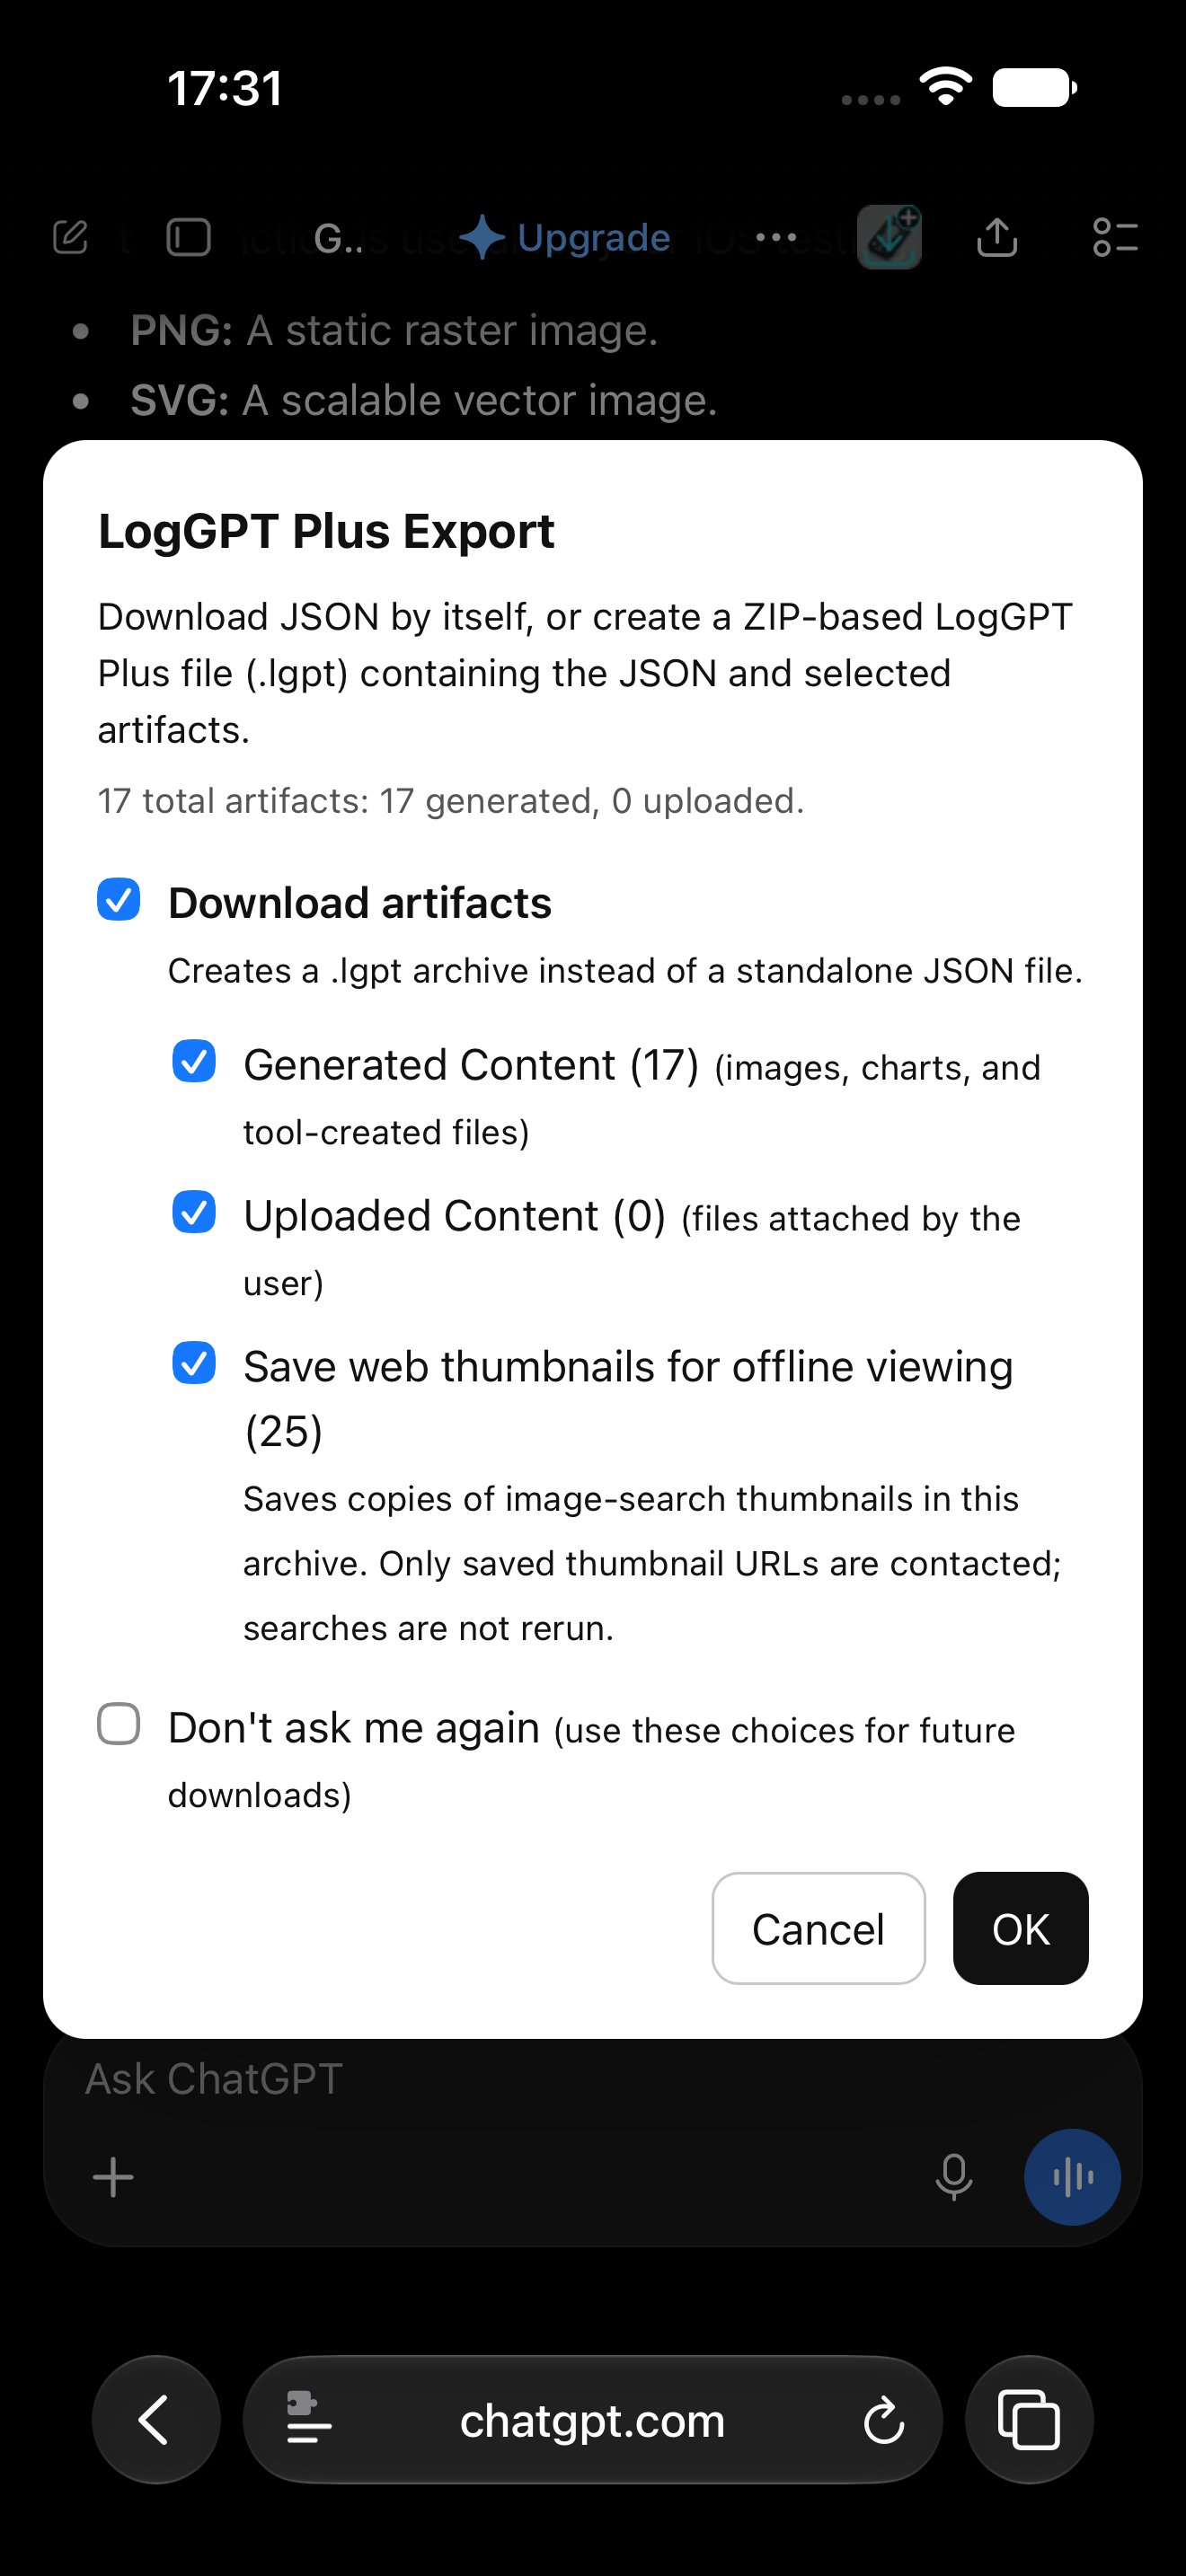 17:31
G..
Upgrade
PNG: A static raster image.
SVG: A scalable vector image.
LogGPT Plus Export
Download JSON by itself, or create a ZIP-based LogGPT
Plus file (.lgpt) containing the JSON and selected
artifacts.
17 total artifacts: 17 generated, 0 uploaded.
Download artifacts
Creates a .lgpt archive instead of a standalone JSON file.
Generated Content (17) (images, charts, and
tool-created files)
Uploaded Content (0) (files attached by the
user)
Save web thumbnails for offline viewing
(25)
Saves copies of image-search thumbnails in this
archive. Only saved thumbnail URLs are contacted;
searches are not rerun.
Don't ask me again (use these choices for future
downloads)
Cancel
OK
Ask ChatGPT
chatgpt.com